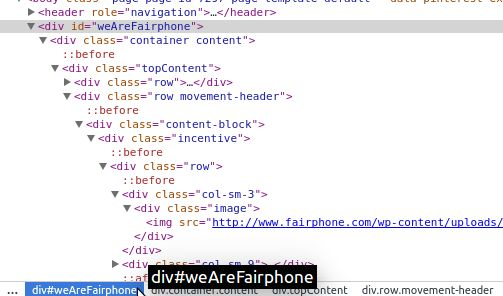 <header role="navigation">…</header>
<div id="weAreFairphone">
<div class="container content">
::before
<div class="topContent">
<div class="row">…</div>
<div class="row movement-header">
<div class="content-block">
<div class="incentive">
::before
<div class="row">
::before
<div class="col-sm-3">
<div class="image">
<img src="http://www.fairphone.com/wp-content/uploads/
</div>
</div>
<div class="col-sm-9">
</div>
... div#weAreFairphone div.container.content div.topContent div.row.movement-header
div#weAreFairphone